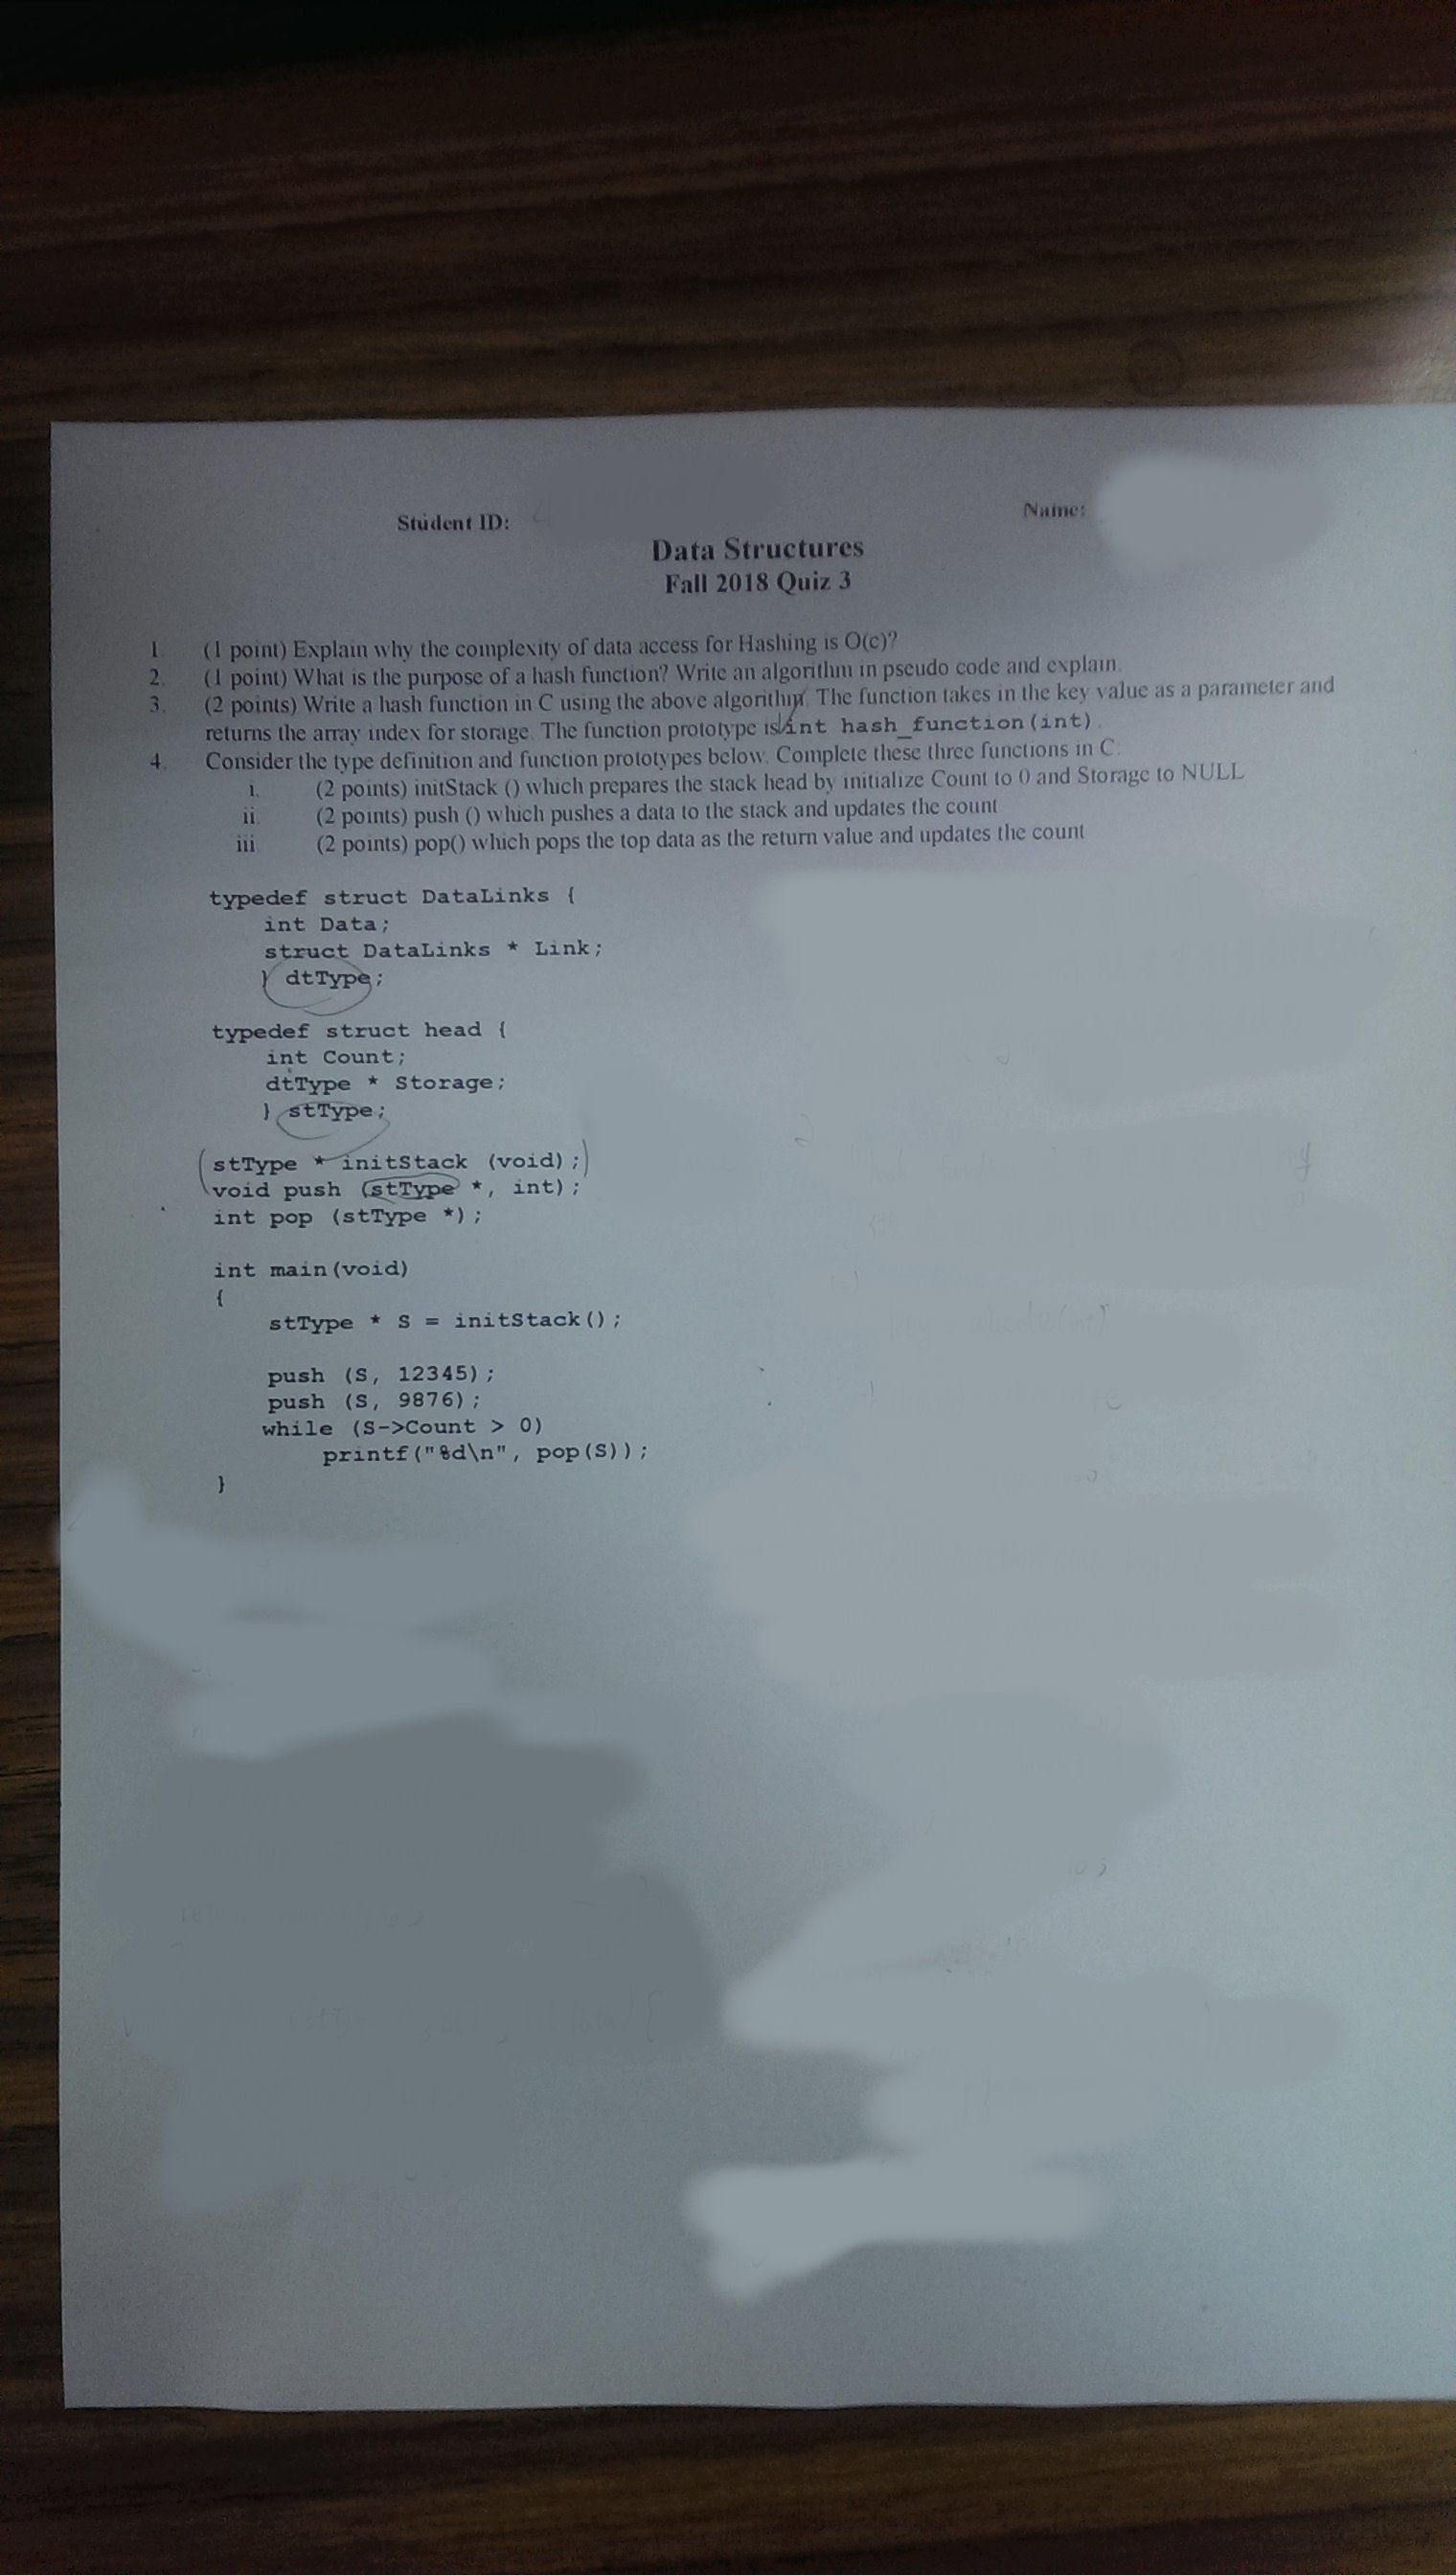 Student ID:
Name:
Data Structures
Fall 2018 Quiz 3
1. (1 point) Explain why the complexity of data access for Hashing is O(c)?
2. (1 point) What is the purpose of a hash function? Write an algorithm in pseudo code and explain.
3. (2 points) Write a hash function in C using the above algorithm. The function takes in the key value as a parameter and
returns the array index for storage. The function prototype is int hash_function(int).
4. Consider the type definition and function prototypes below. Complete these three functions in C.
i. (2 points) initStack () which prepares the stack head by initialize Count to 0 and Storage to NULL
ii. (2 points) push () which pushes a data to the stack and updates the count
iii (2 points) pop() which pops the top data as the return value and updates the count
typedef struct DataLinks {
int Data;
struct DataLinks * Link;
} dtType;
typedef struct head {
int Count;
dtType * Storage;
} stType;
stType * initStack (void);
void push (stType *, int);
int pop (stType *);
int main(void)
{
stType * S = initStack();
push (S, 12345);
push (S, 9876);
while (S->Count > 0)
printf("%d\n", pop(S));
}